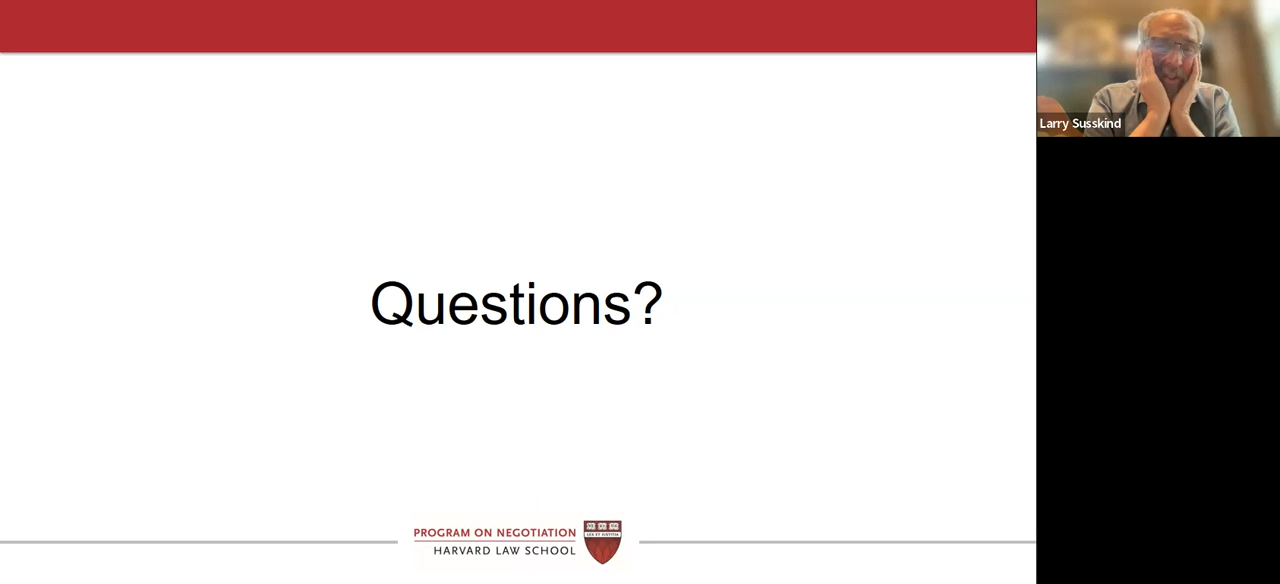 Questions?
PROGRAM ON NEGOTIATION
HARVARD LAW SCHOOL
Larry Susskind